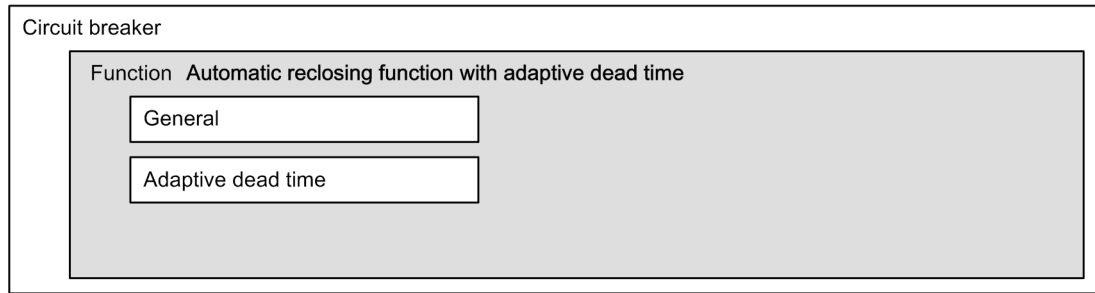 Circuit breaker
Function Automatic reclosing function with adaptive dead time
General
Adaptive dead time